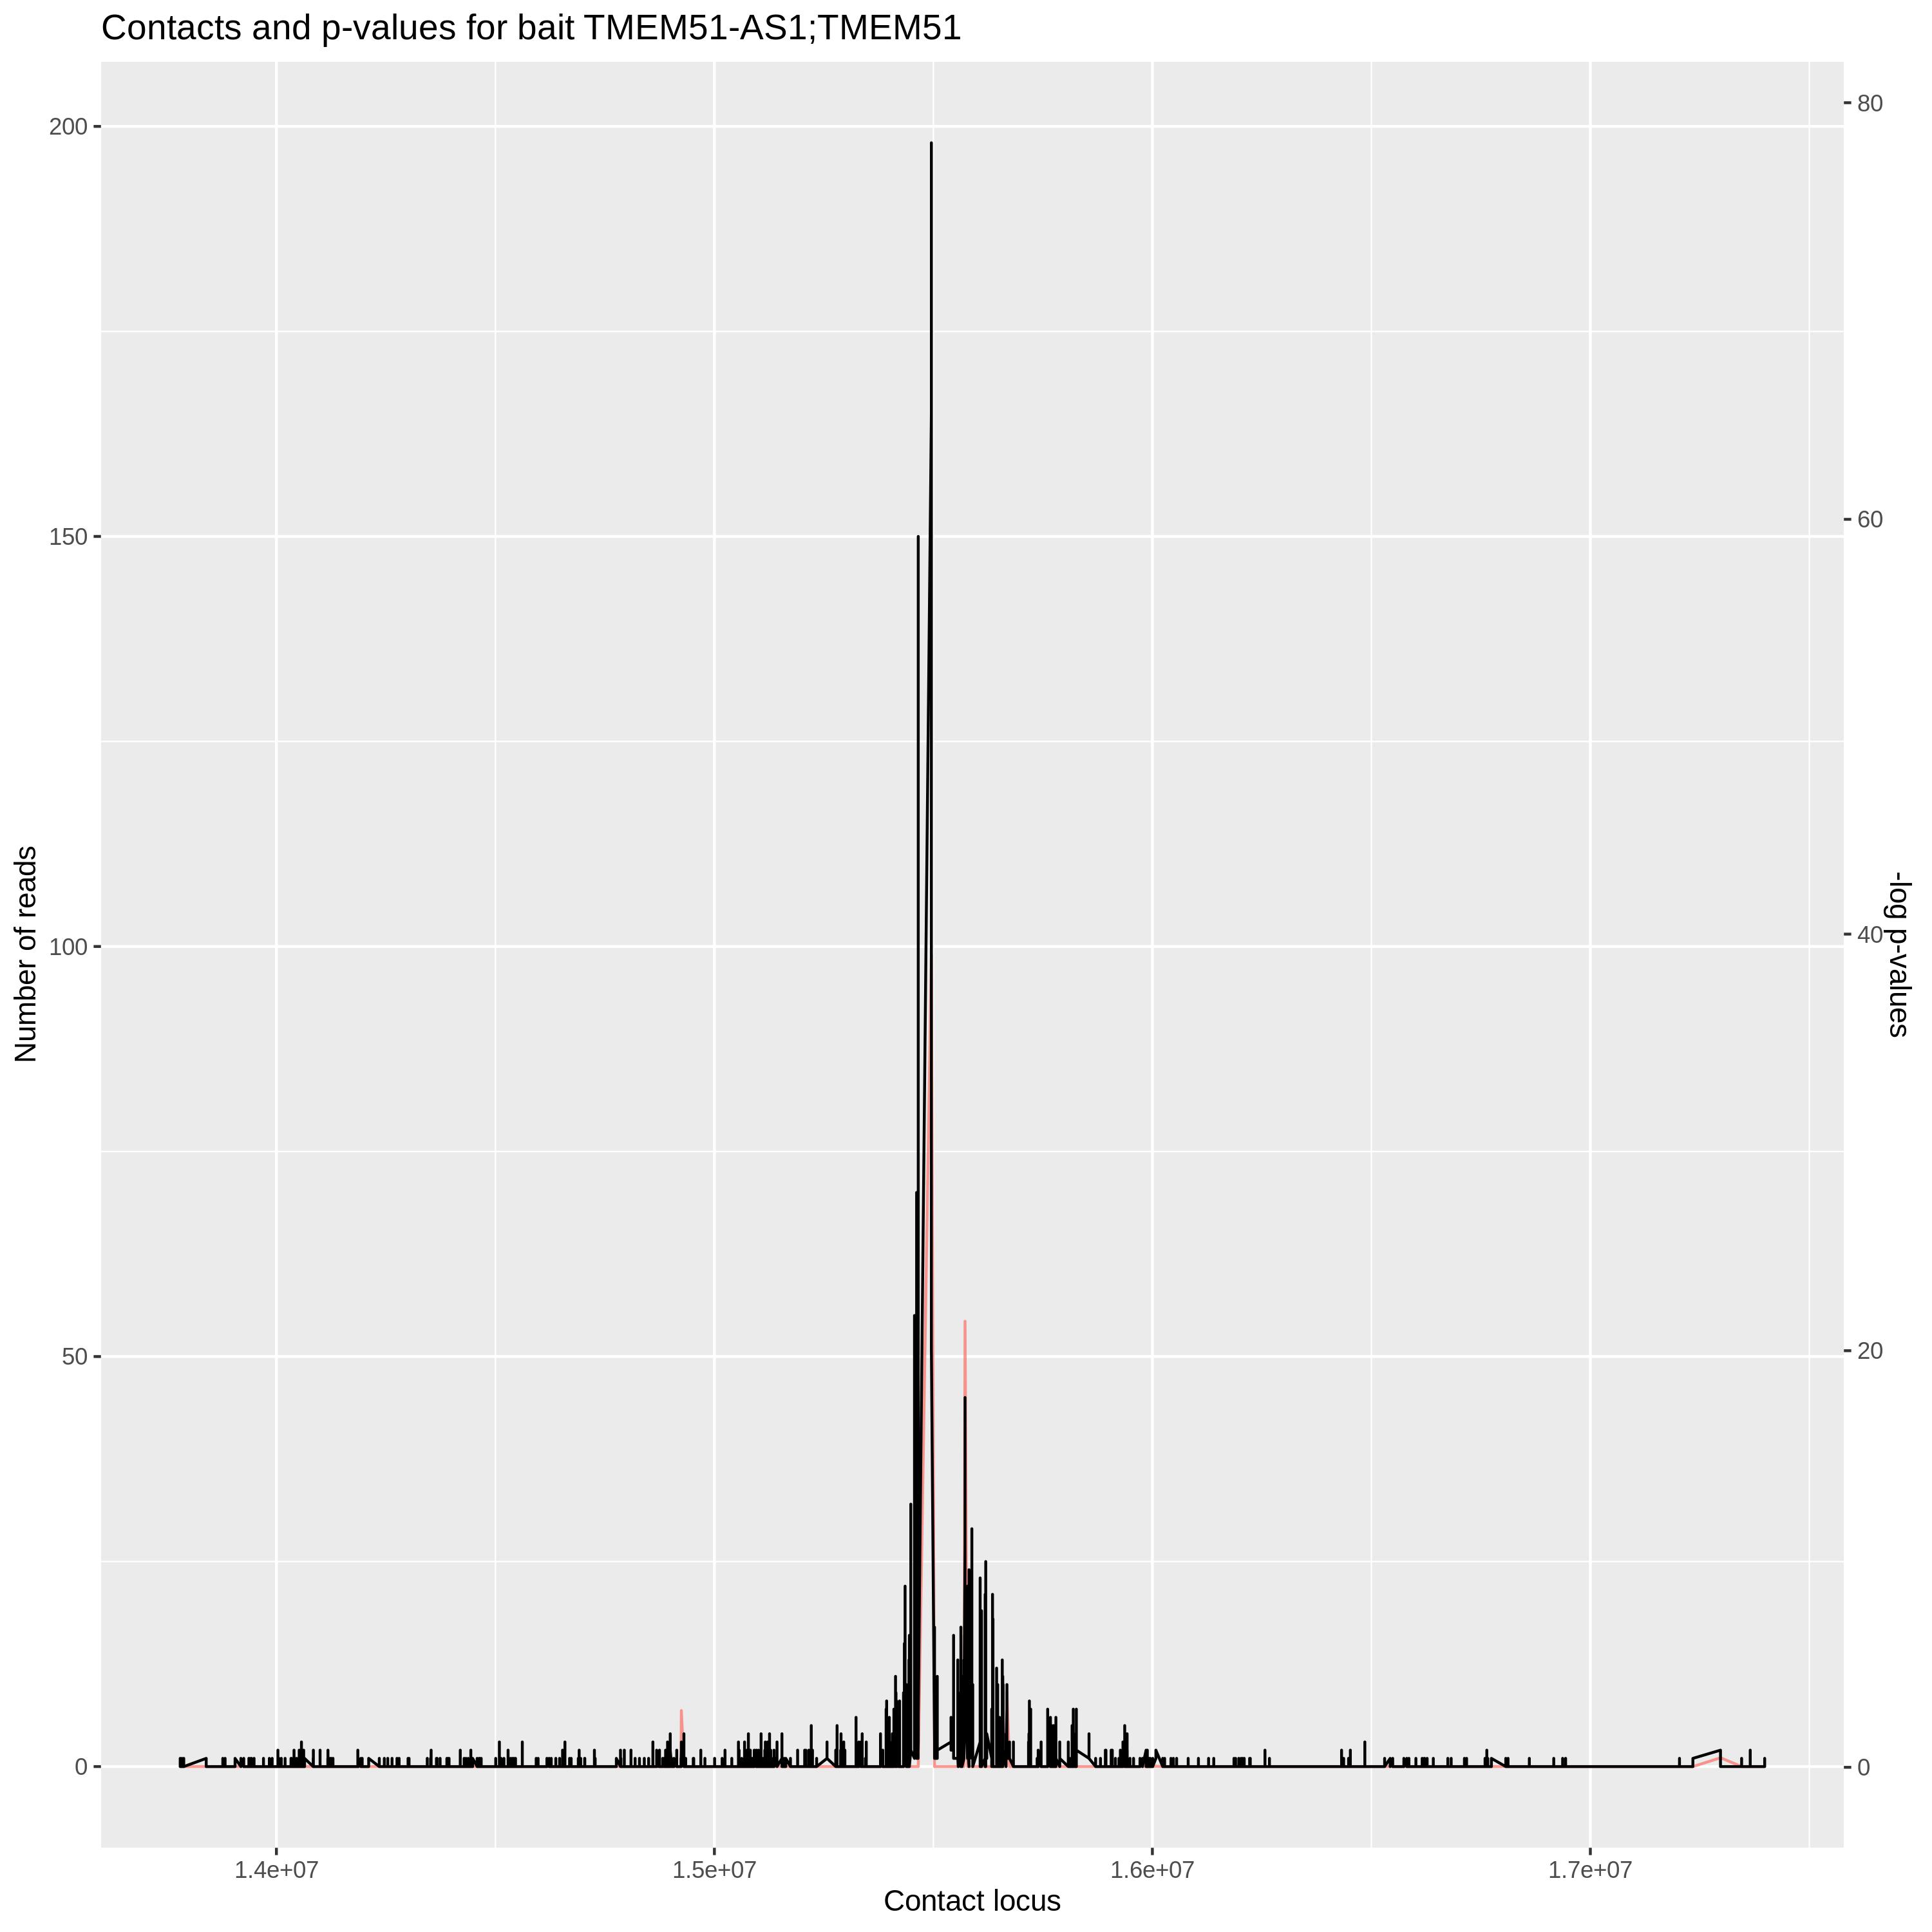 Contacts and p-values for bait TMEM51-AS1;TMEM51
200
150
100
50
0
80
60
40
20
0
Number of reads
-log p-values
1.4e+07
1.5e+07
1.6e+07
1.7e+07
Contact locus